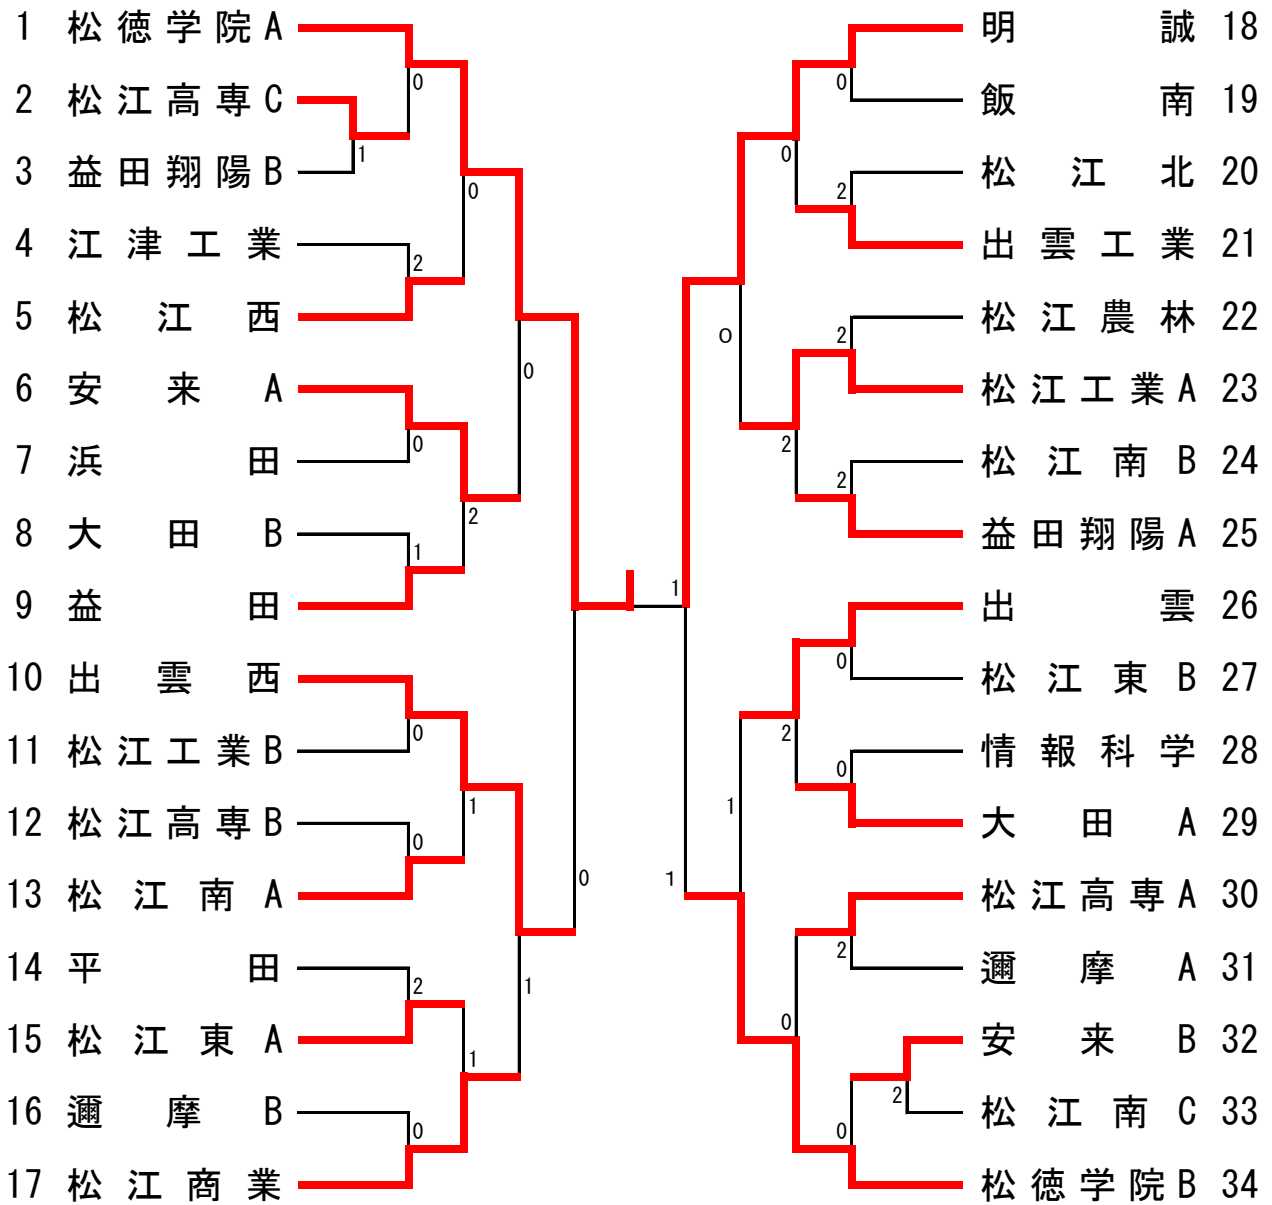 1 松徳学院A
0
2 松江高専C
1
3 益田翔陽B
0
4 江津工業
2
5 松江西
0
6 安来A
0
7 浜田
2
8 大田B
1
9 益田
10 出雲西
0
11 松江工業B
1
12 松江高専B
0
13 松江南A
0
14 平田
2
1
15 松江東A
1
16 邇摩B
0
17 松江商業
明誠 18
0
飯南 19
0
松江北 20
2
出雲工業 21
松江農林 22
2
0
松江工業A 23
2
松江南B 24
2
益田翔陽A 25
1
出雲 26
0
松江東B 27
2
情報科学 28
0
1
大田A 29
1
松江高専A 30
2
邇摩A 31
0
安来B 32
2
松江南C 33
0
松徳学院B 34